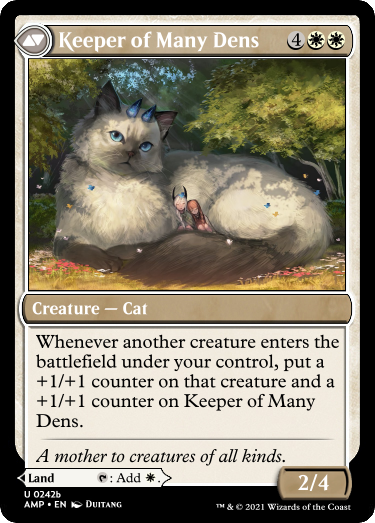 Keeper of Many Dens 4
Creature — Cat
Whenever another creature enters the
battlefield under your control, put a
+1/+1 counter on that creature and a
+1/+1 counter on Keeper of Many
Dens.
A mother to creatures of all kinds.
Land : Add .
2/4
U 0242b
AMP • EN Duitang
™ & © 2021 Wizards of the Coast